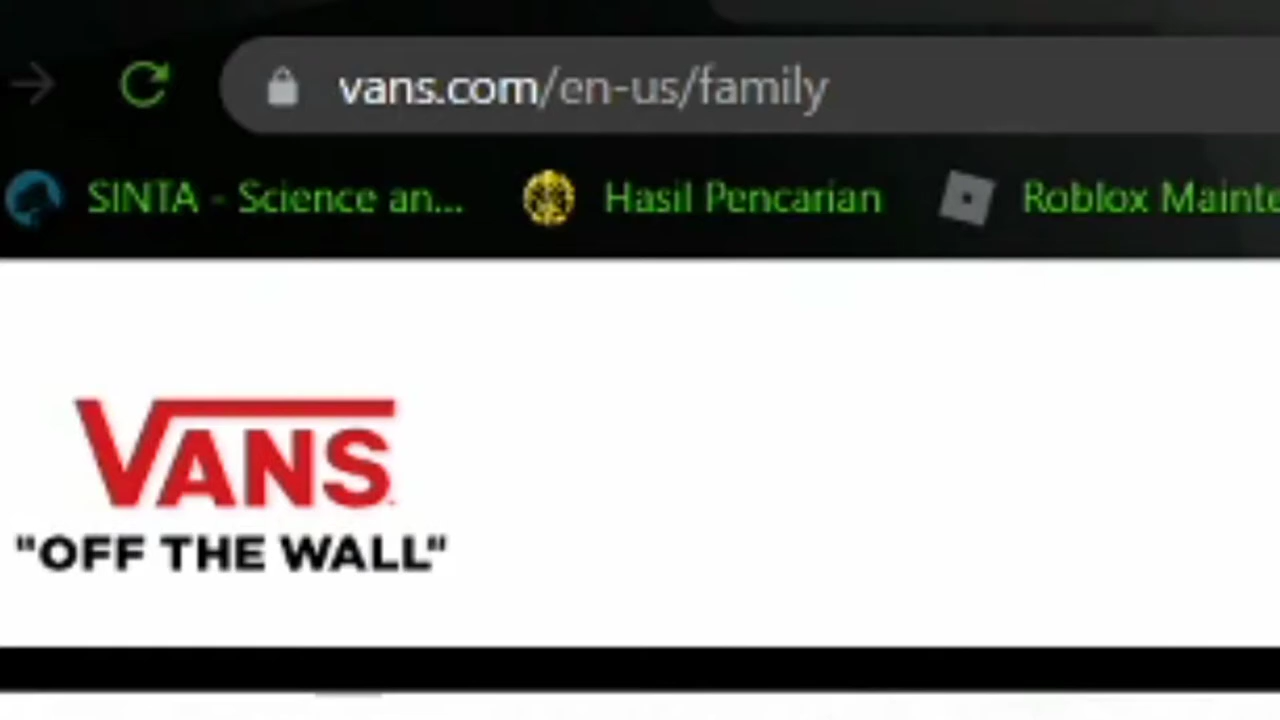 vans.com/en-us/family
SINTA - Science an... Hasil Pencarian Roblox Mainte
VANS
"OFF THE WALL"